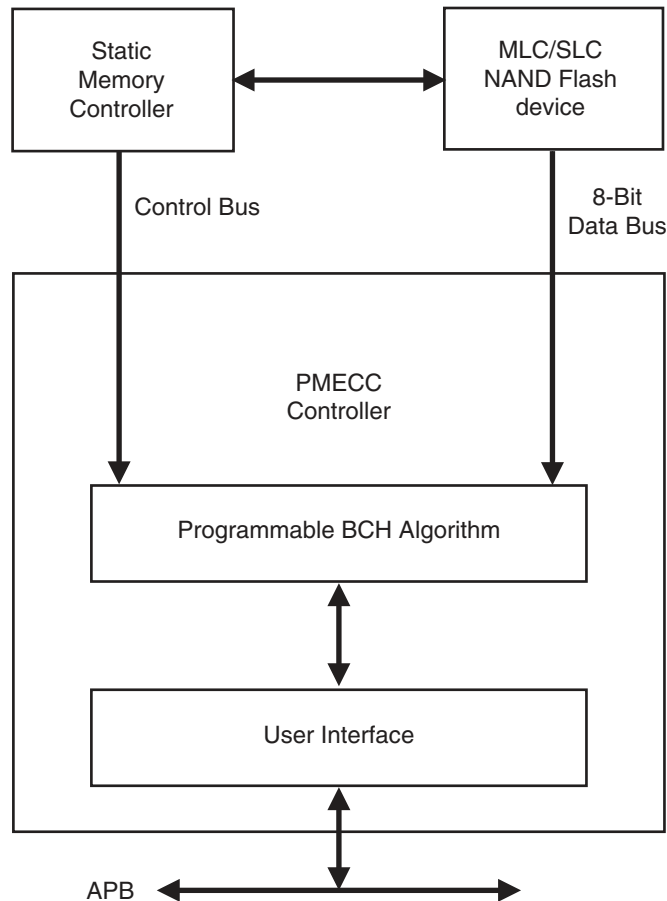 Static
Memory
Controller
MLC/SLC
NAND Flash
device
Control Bus
8-Bit
Data Bus
PMECC
Controller
Programmable BCH Algorithm
User Interface
APB